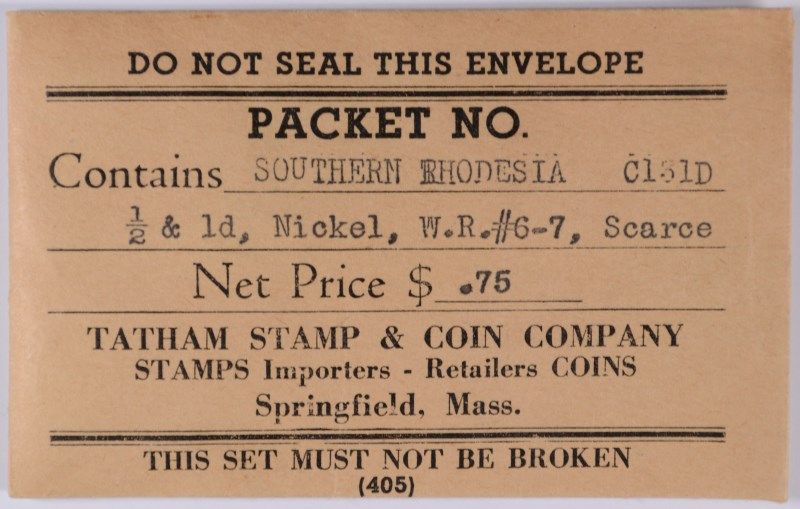 DO NOT SEAL THIS ENVELOPE
PACKET NO.
Contains SOUTHERN RHODESIA C131D
½ & 1d, Nickel, W.R.#6-7, Scarce
Net Price $ .75
TATHAM STAMP & COIN COMPANY
STAMPS Importers - Retailers COINS
Springfield, Mass.
THIS SET MUST NOT BE BROKEN
(405)